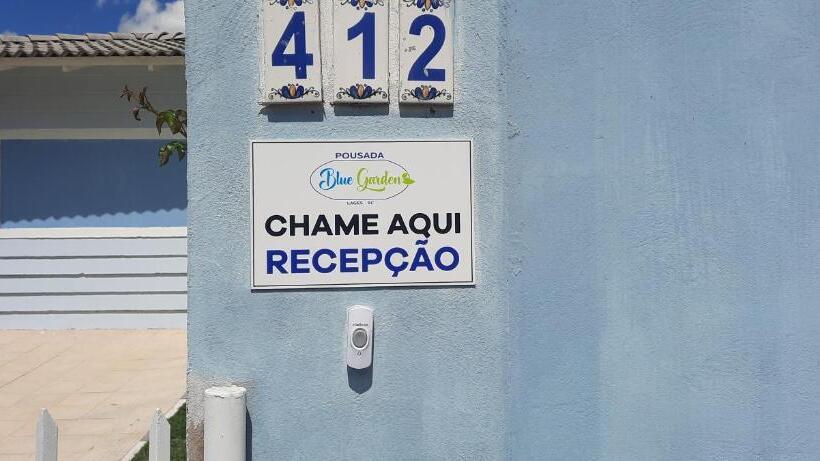 412
POUSADA
Blue Garden
LAGES SC
CHAME AQUI
RECEPÇÃO